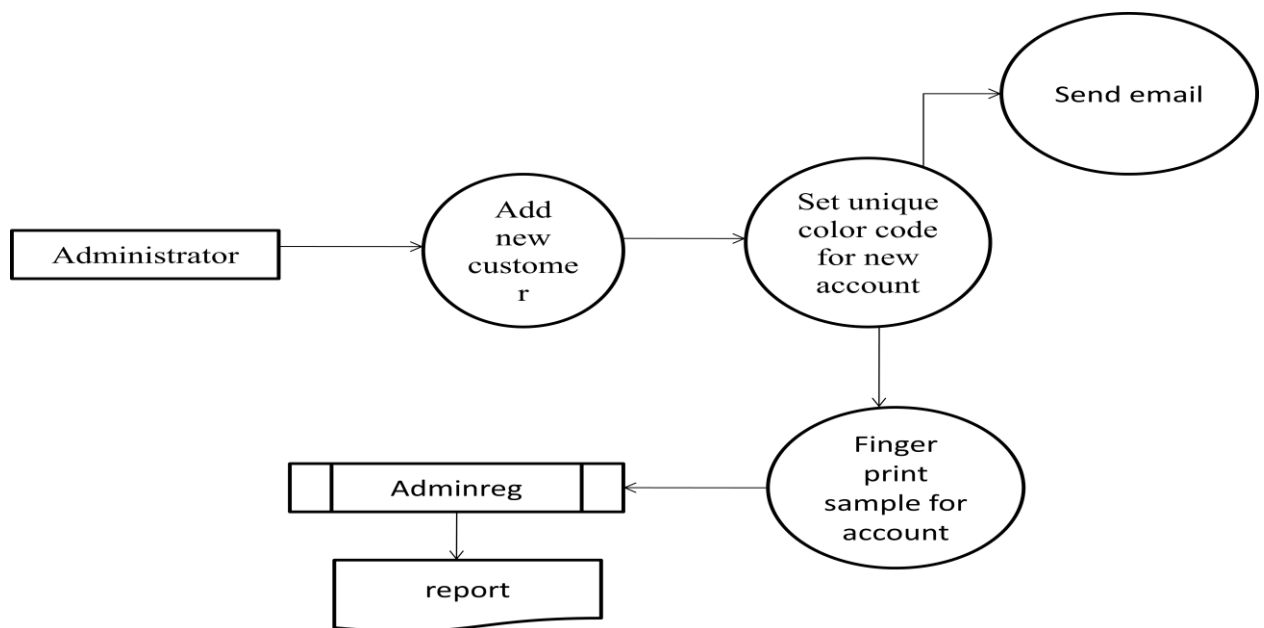 Send email
Administrator
Add
new
custome
r
Set unique
color code
for new
account
Finger
print
sample for
account
Adminreg
report